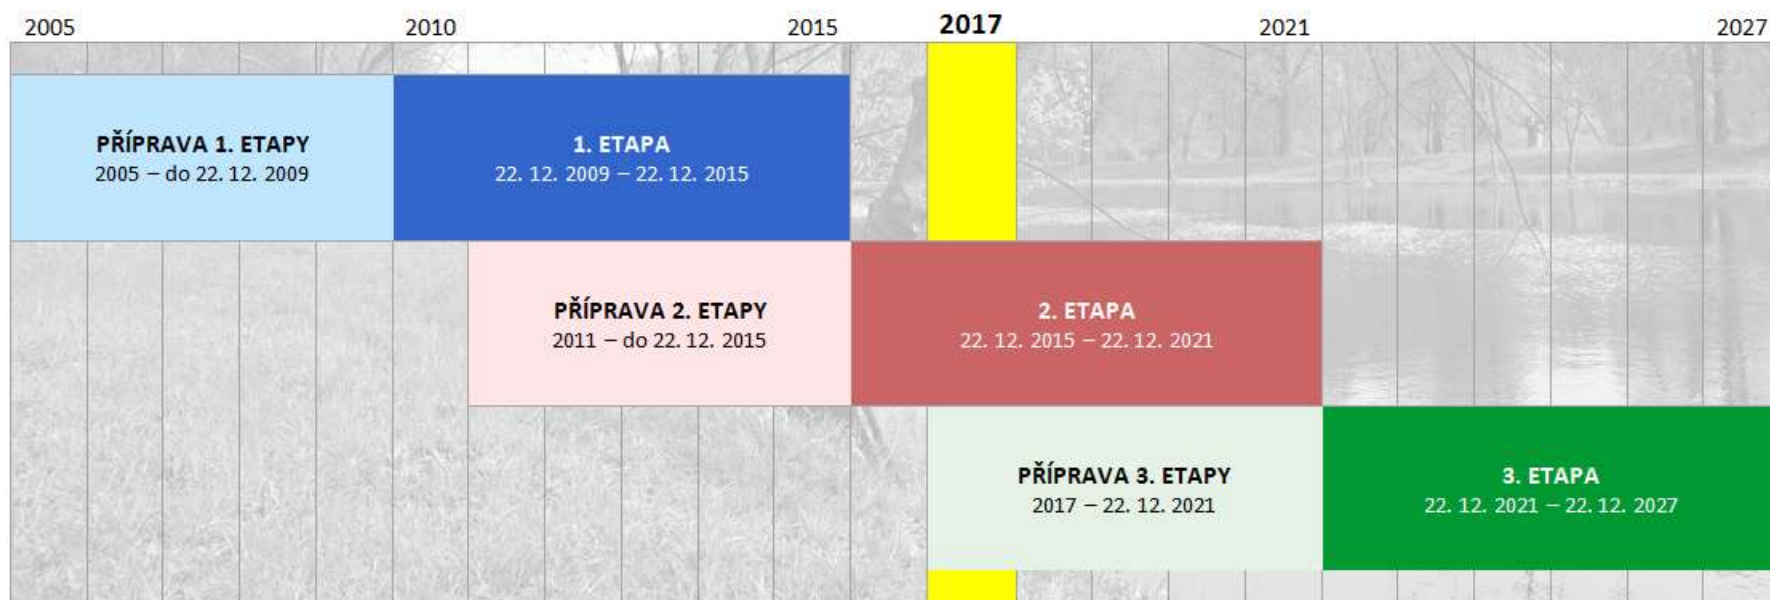 2005 2010 2015 2017 2021 2027
PŘÍPRAVA 1. ETAPY
2005 – do 22. 12. 2009
1. ETAPA
22. 12. 2009 – 22. 12. 2015
PŘÍPRAVA 2. ETAPY
2011 – do 22. 12. 2015
2. ETAPA
22. 12. 2015 – 22. 12. 2021
PŘÍPRAVA 3. ETAPY
2017 – 22. 12. 2021
3. ETAPA
22. 12. 2021 – 22. 12. 2027